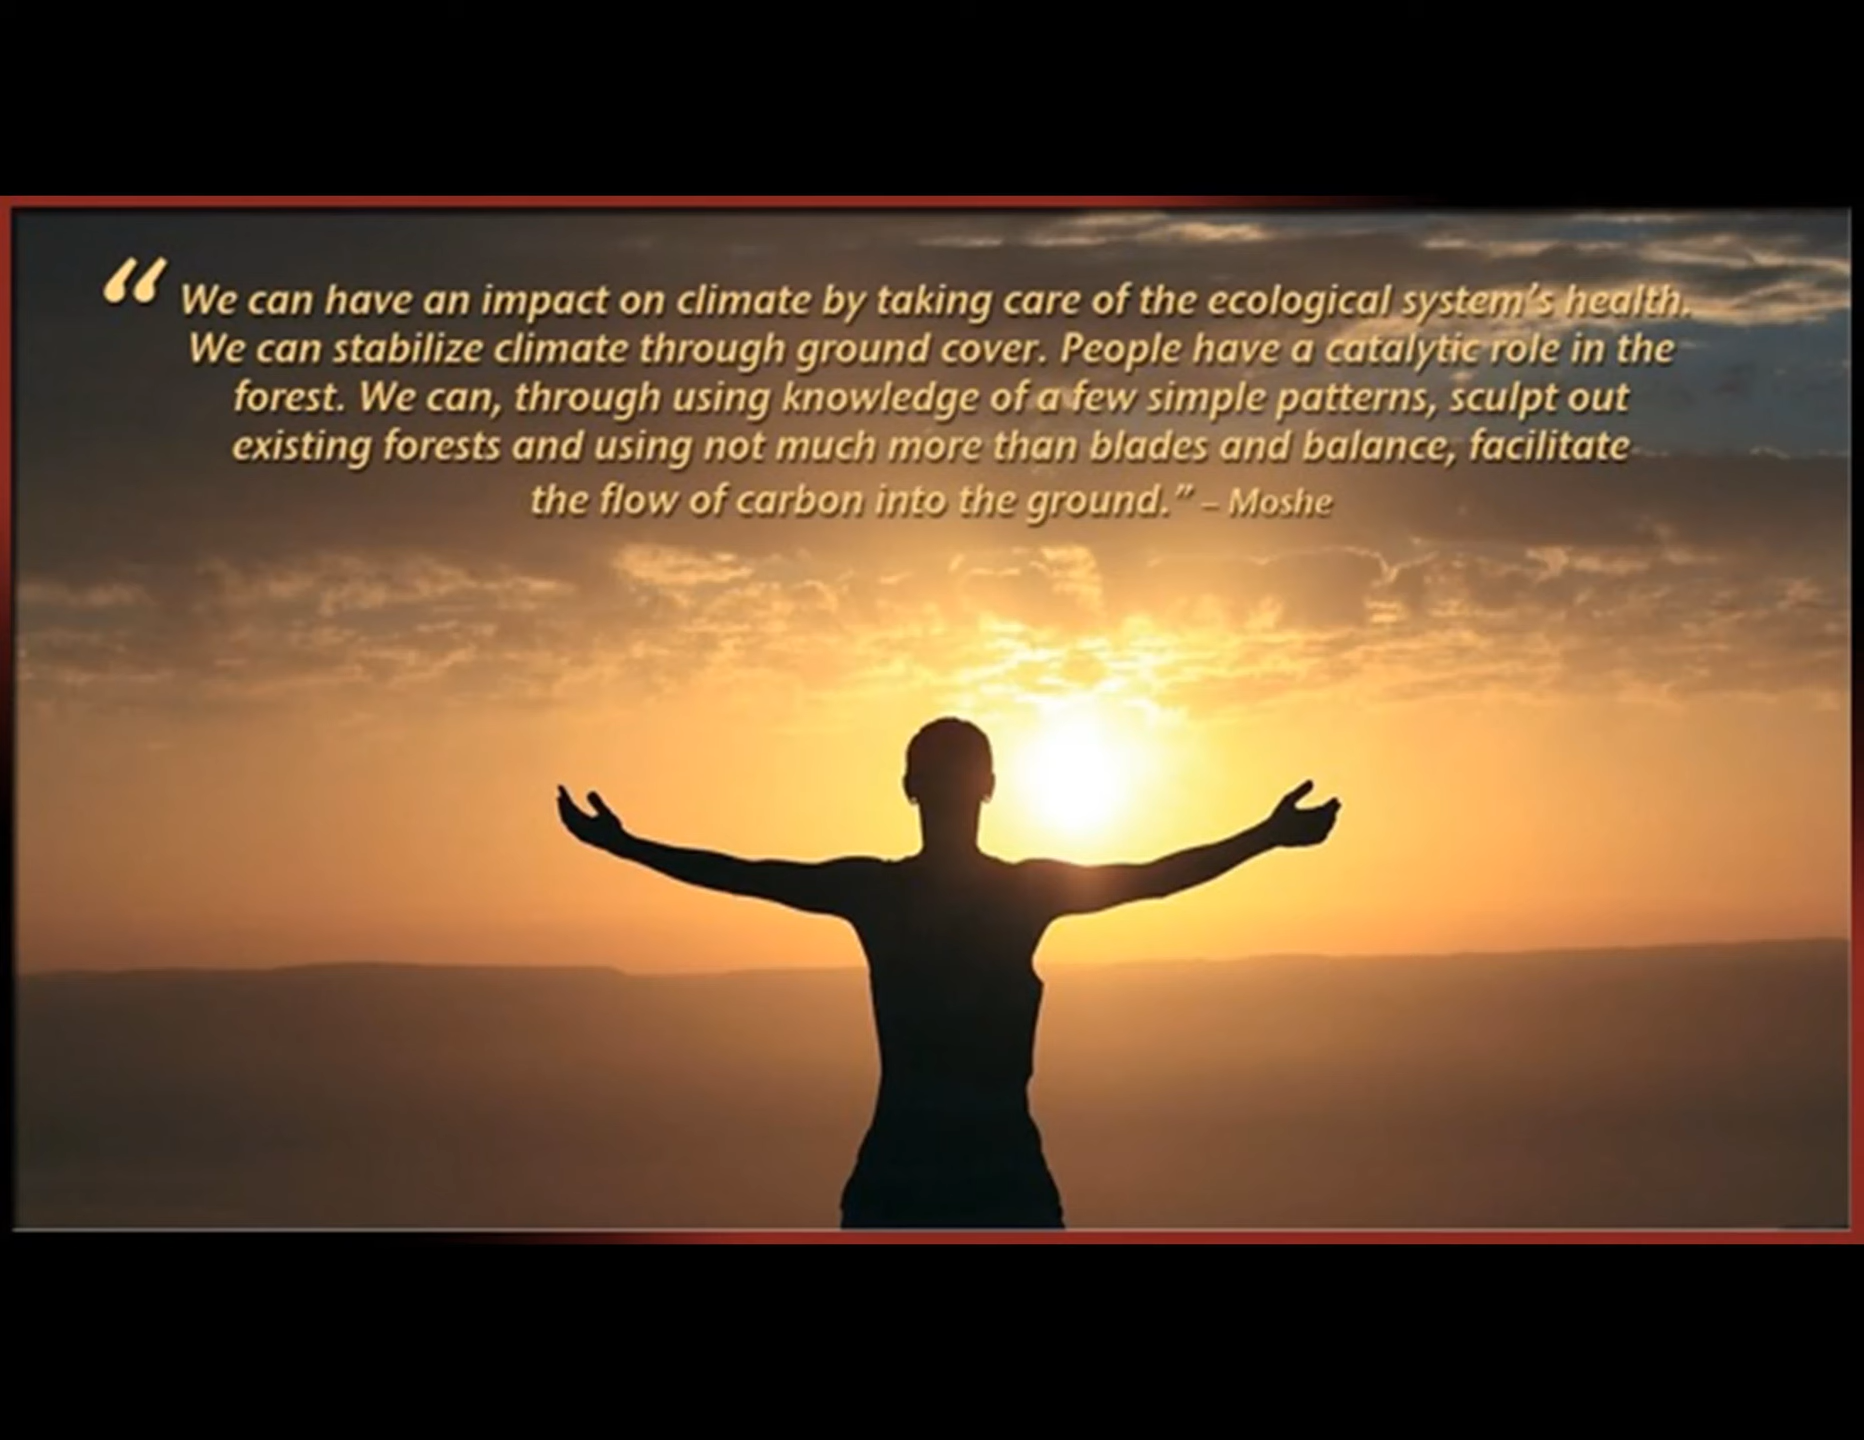 “ We can have an impact on climate by taking care of the ecological system’s health.
We can stabilize climate through ground cover. People have a catalytic role in the
forest. We can, through using knowledge of a few simple patterns, sculpt out
existing forests and using not much more than blades and balance, facilitate
the flow of carbon into the ground.” – Moshe